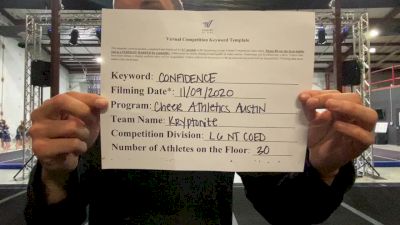 Virtual Competition Keyword Template
Keyword: CONFIDENCE
Filming Date*: 11/09/2020
Program: Cheer Athletics Austin
Team Name: Kryptonite
Competition Division: L6 NT COED
Number of Athletes on the Floor: 30